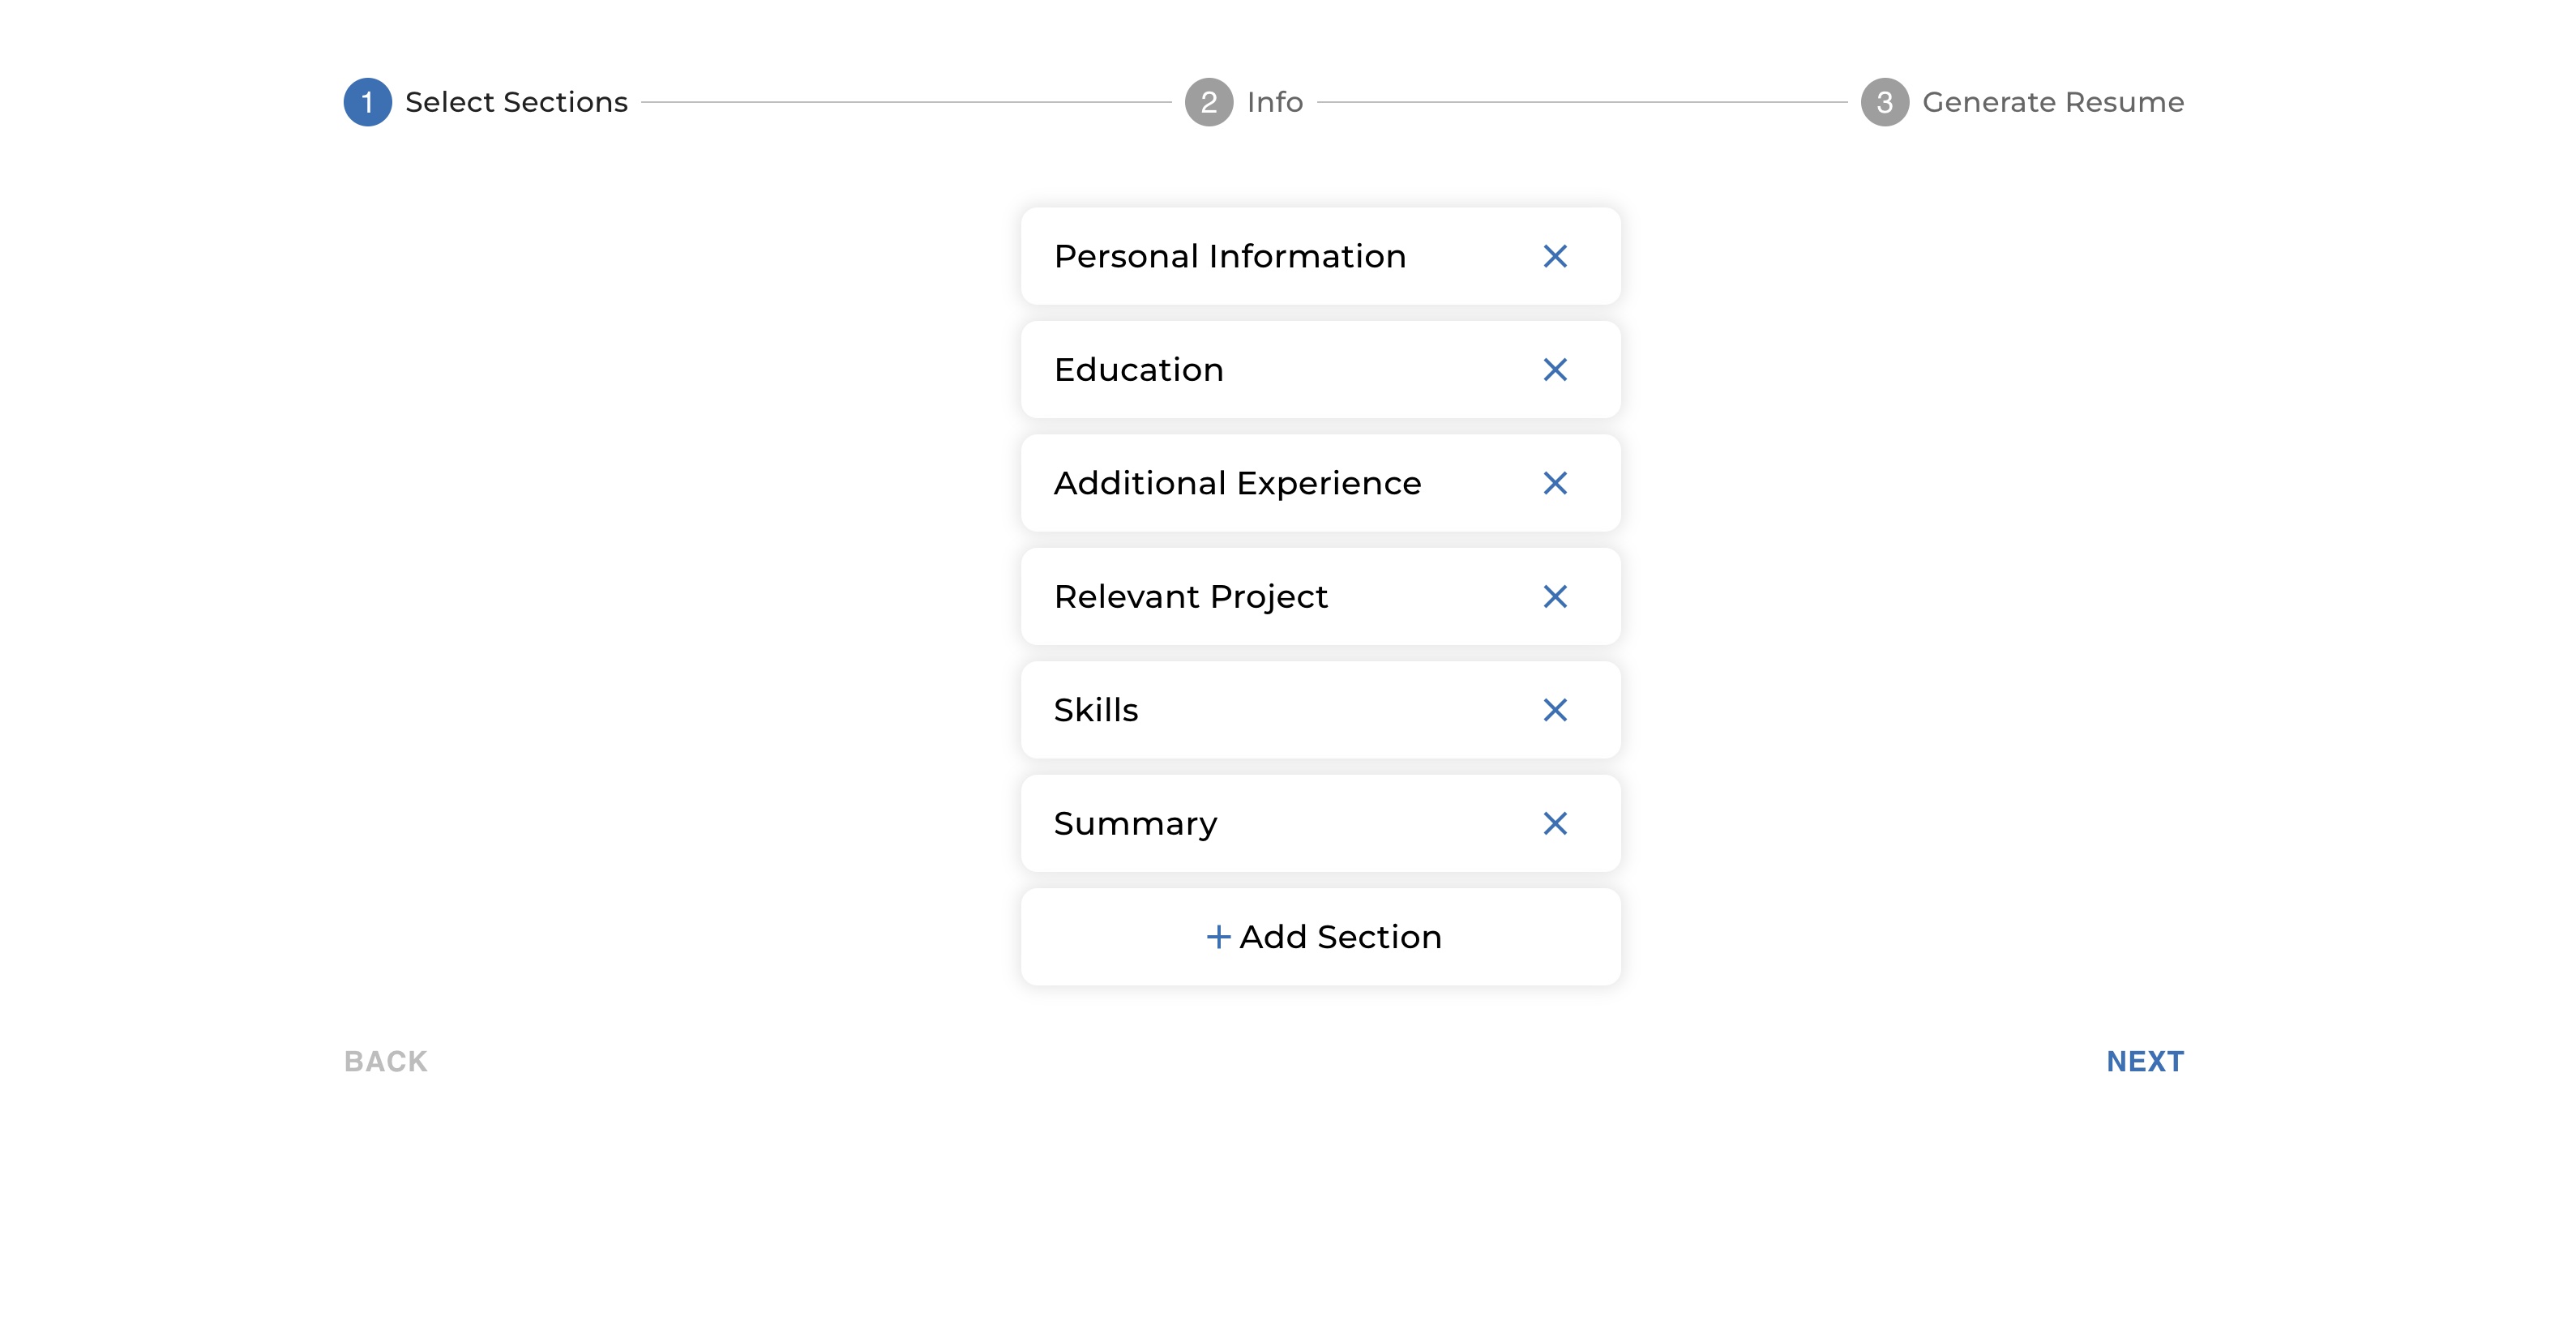 1 Select Sections 2 Info 3 Generate Resume
Personal Information
Education
Additional Experience
Relevant Project
Skills
Summary
+ Add Section
BACK NEXT